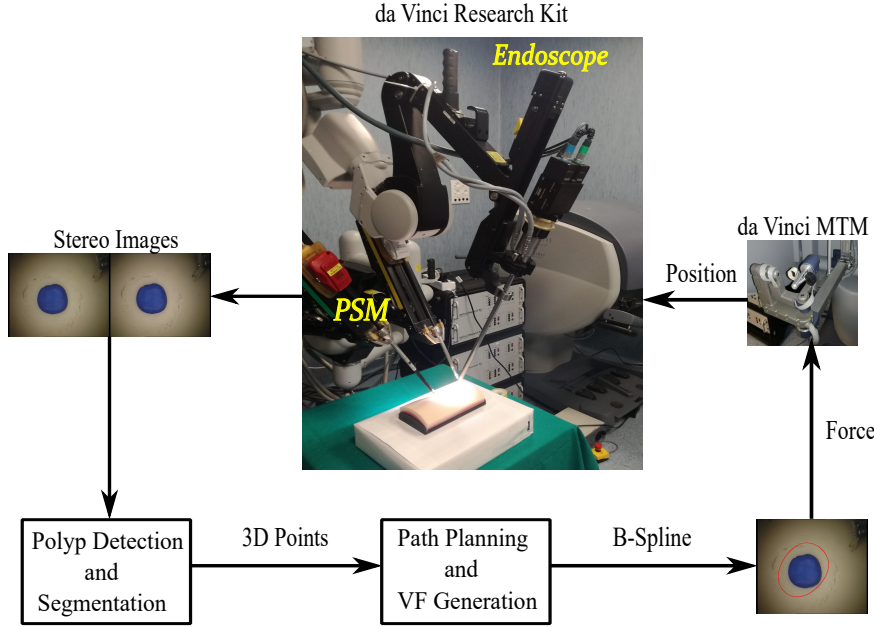 da Vinci Research Kit
Endoscope
da Vinci MTM
Stereo Images
Position
PSM
Force
Polyp Detection
and
Segmentation
3D Points
Path Planning
and
VF Generation
B-Spline